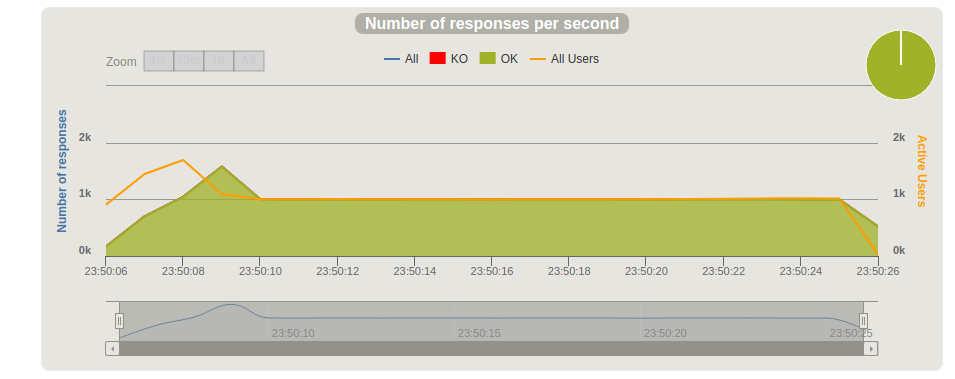 Number of responses per second
Zoom 1m 10m 1h All
All KO OK All Users
Number of responses
2k
1k
0k
2k
1k
0k
Active Users
23:50:06 23:50:08 23:50:10 23:50:12 23:50:14 23:50:16 23:50:18 23:50:20 23:50:22 23:50:24 23:50:26
23:50:10 23:50:15 23:50:20 23:50:25